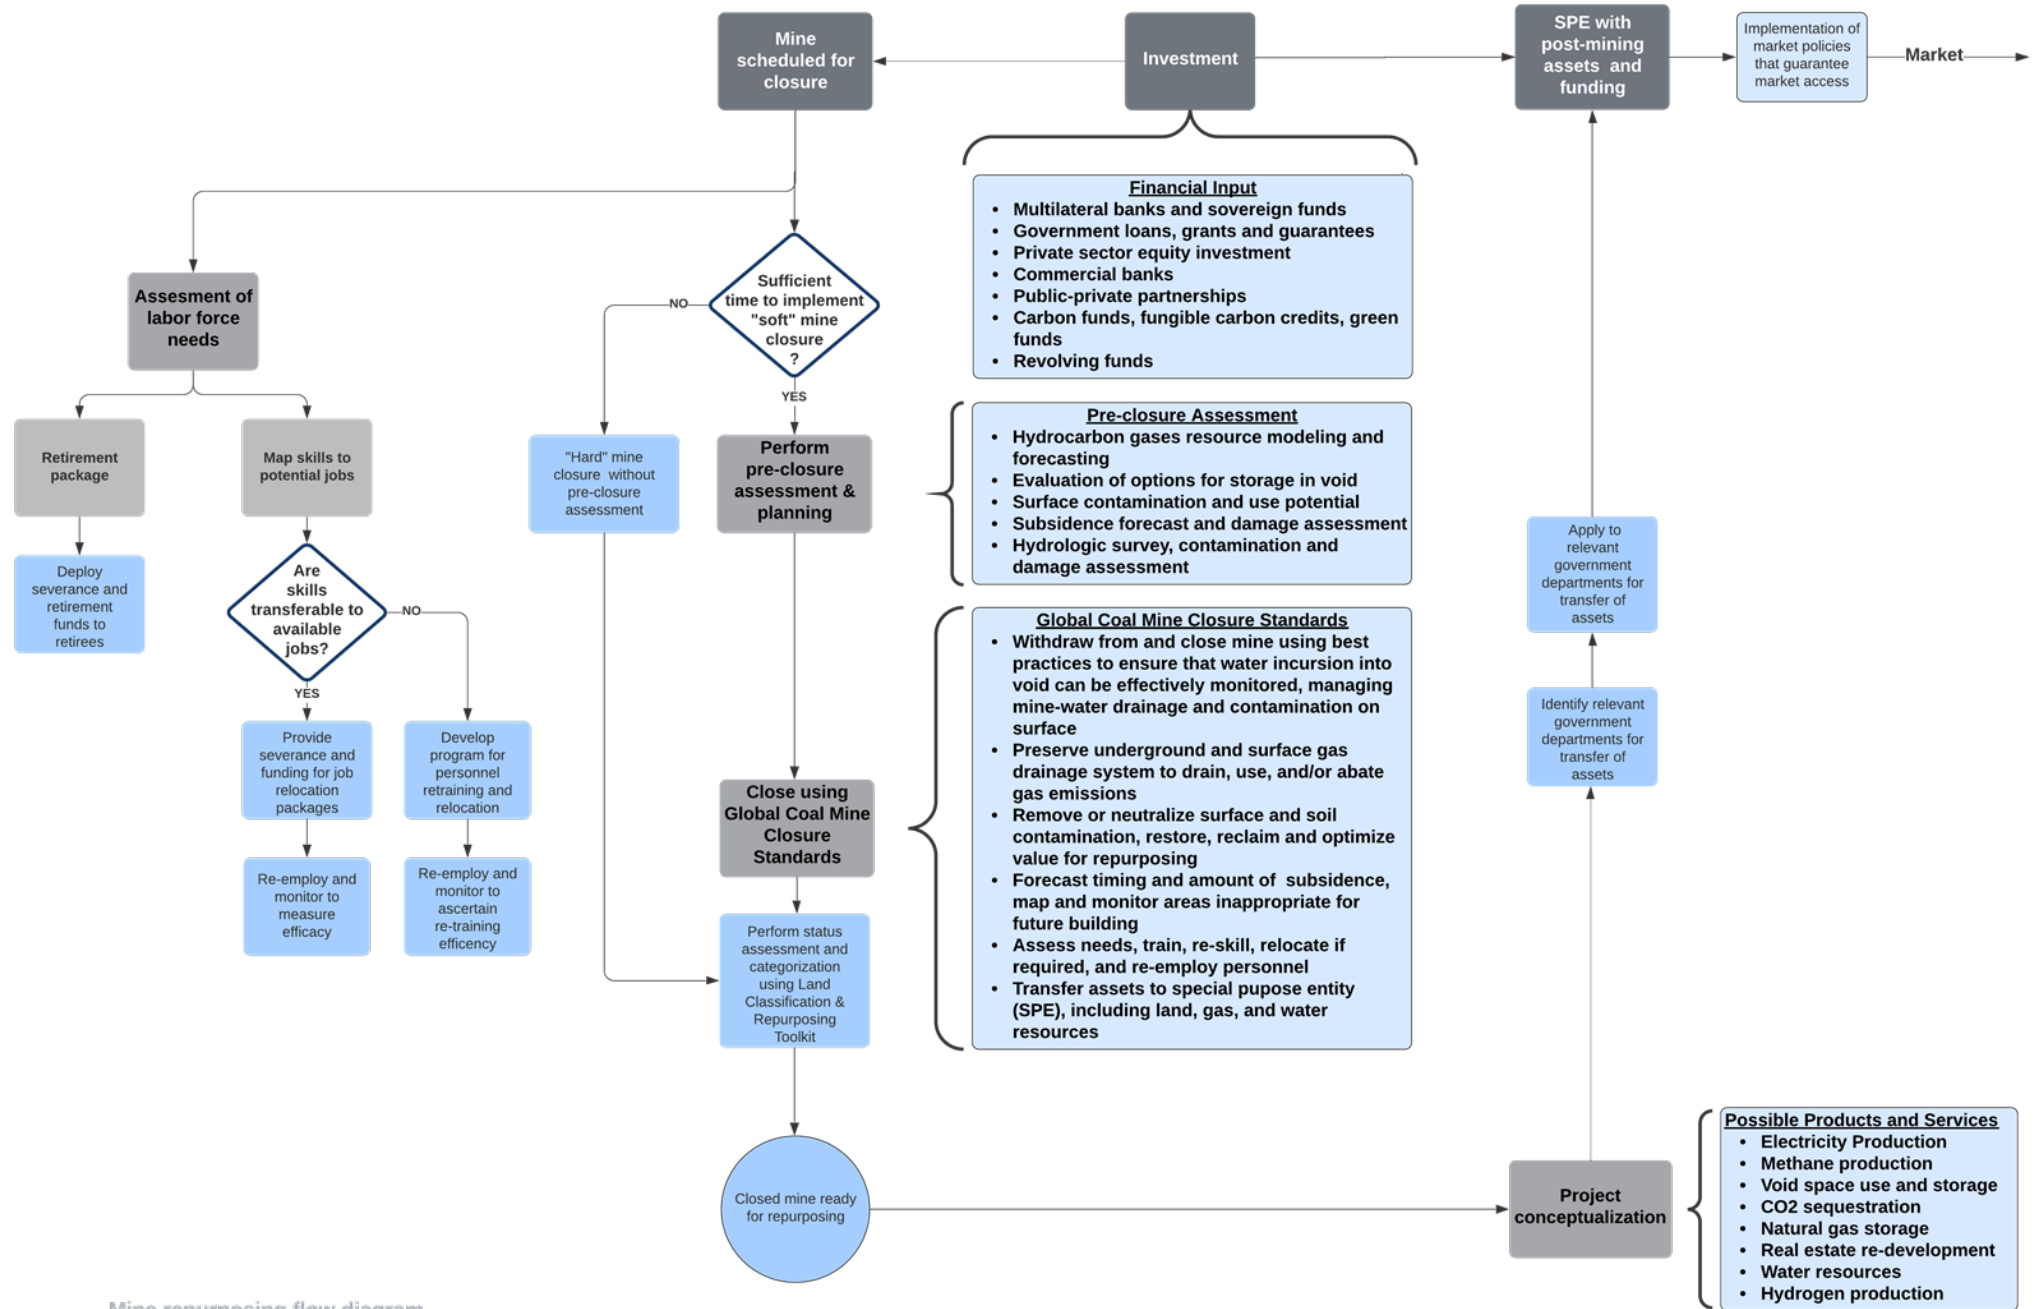 Mine
scheduled for
closure
Investment
SPE with
post-mining
assets and
funding
Implementation of
market policies
that guarantee
market access
Market
Financial Input
• Multilateral banks and sovereign funds
• Government loans, grants and guarantees
• Private sector equity investment
• Commercial banks
• Public-private partnerships
• Carbon funds, fungible carbon credits, green
funds
• Revolving funds
Assesment of
labor force
needs
Sufficient
time to implement
"soft" mine
closure
?
NO
YES
Retirement
package
Map skills to
potential jobs
"Hard" mine
closure without
pre-closure
assessment
Perform
pre-closure
assessment &
planning
Pre-closure Assessment
• Hydrocarbon gases resource modeling and
forecasting
• Evaluation of options for storage in void
• Surface contamination and use potential
• Subsidence forecast and damage assessment
• Hydrologic survey, contamination and
damage assessment
Deploy
severance and
retirement
funds to
retirees
Are
skills
transferable to
available
jobs?
NO
YES
Apply to
relevant
government
departments for
transfer of
assets
Identify relevant
government
departments for
transfer of
assets
Provide
severance and
funding for job
relocation
packages
Develop
program for
personnel
retraining and
relocation
Re-employ and
monitor to
measure
efficacy
Re-employ and
monitor to
ascertain
re-training
efficency
Close using
Global Coal Mine
Closure
Standards
Global Coal Mine Closure Standards
• Withdraw from and close mine using best
practices to ensure that water incursion into
void can be effectively monitored, managing
mine-water drainage and contamination on
surface
• Preserve underground and surface gas
drainage system to drain, use, and/or abate
gas emissions
• Remove or neutralize surface and soil
contamination, restore, reclaim and optimize
value for repurposing
• Forecast timing and amount of subsidence,
map and monitor areas inappropriate for
future building
• Assess needs, train, re-skill, relocate if
required, and re-employ personnel
• Transfer assets to special pupose entity
(SPE), including land, gas, and water
resources
Perform status
assessment and
categorization
using Land
Classification &
Repurposing
Toolkit
Closed mine ready
for repurposing
Project
conceptualization
Possible Products and Services
• Electricity Production
• Methane production
• Void space use and storage
• CO2 sequestration
• Natural gas storage
• Real estate re-development
• Water resources
• Hydrogen production
Mine repurposing flow diagram